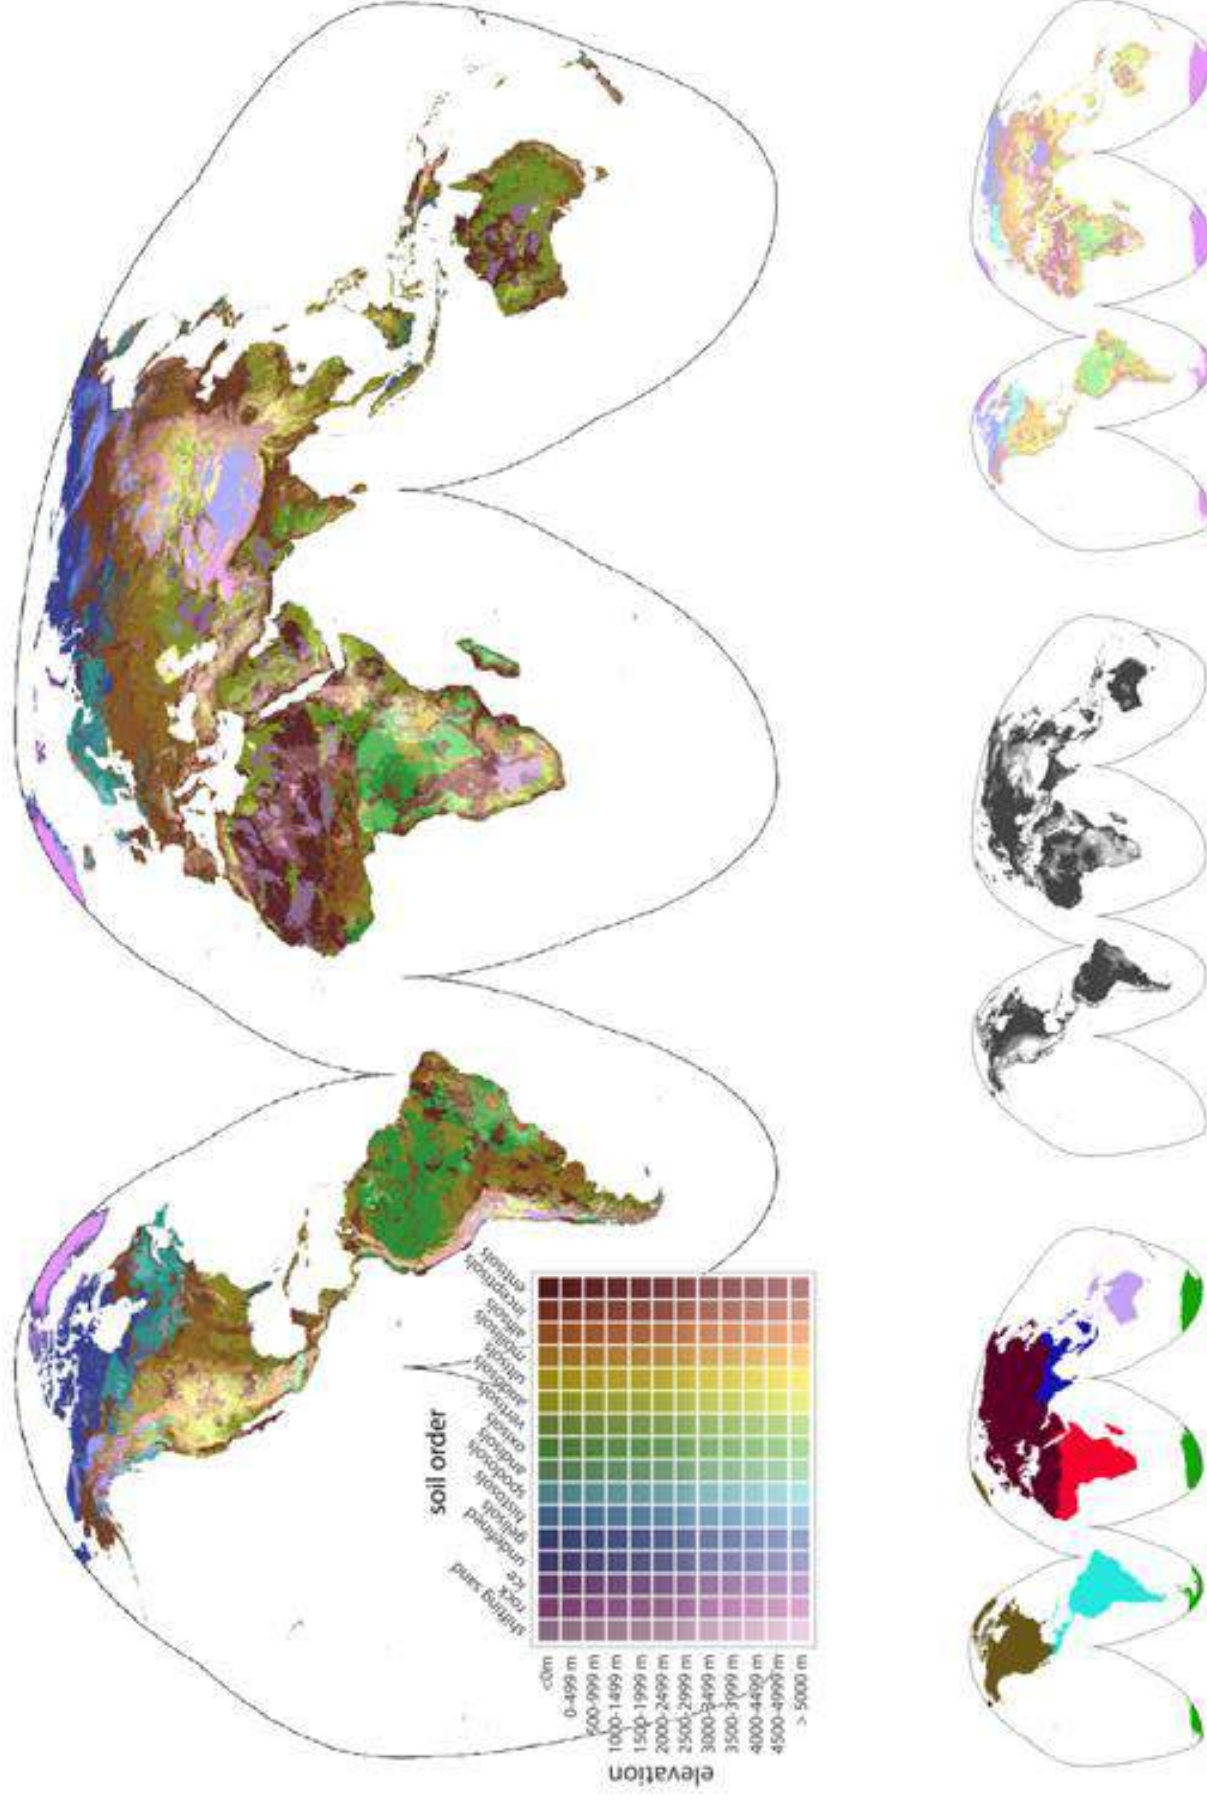 soil order
shifting sand
rock
ice
undefined
gelisols
histosols
spodosols
andisols
oxisols
vertisols
aridisols
ultisols
mollisols
alfisols
inceptisols
entisols
elevation
<0m
0-499 m
500-999 m
1000-1499 m
1500-1999 m
2000-2499 m
2500-2999 m
3000-3499 m
3500-3999 m
4000-4499 m
4500-4999 m
> 5000 m